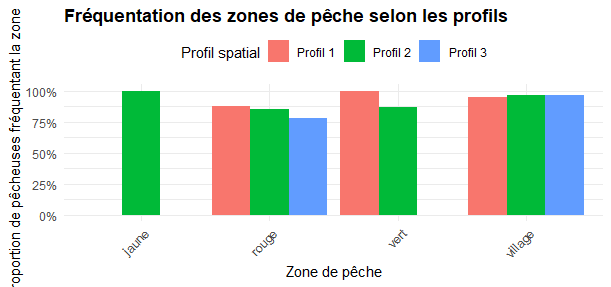 Fréquentation des zones de pêche selon les profils
Profil spatial Profil 1 Profil 2 Profil 3
100%
75%
50%
25%
0%
roportion de pêcheuses fréquentant la zone
jaune rouge vert village
Zone de pêche